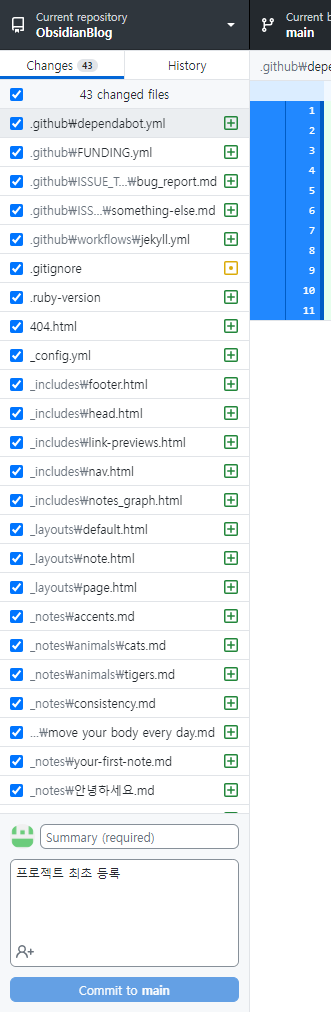 Current repository
ObsidianBlog
Current b
main
Changes 43
History
.github₩depe
43 changed files
.github₩dependabot.yml
.github₩FUNDING.yml
.github₩ISSUE_T...₩bug_report.md
.github₩ISS...₩something-else.md
.github₩workflows₩jekyll.yml
.gitignore
.ruby-version
404.html
_config.yml
_includes₩footer.html
_includes₩head.html
_includes₩link-previews.html
_includes₩nav.html
_includes₩notes_graph.html
_layouts₩default.html
_layouts₩note.html
_layouts₩page.html
_notes₩accents.md
_notes₩animals₩cats.md
_notes₩animals₩tigers.md
_notes₩consistency.md
...₩move your body every day.md
_notes₩your-first-note.md
_notes₩안녕하세요.md
1
2
3
4
5
6
7
8
9
10
11
Summary (required)
프로젝트 최초 등록
Commit to main